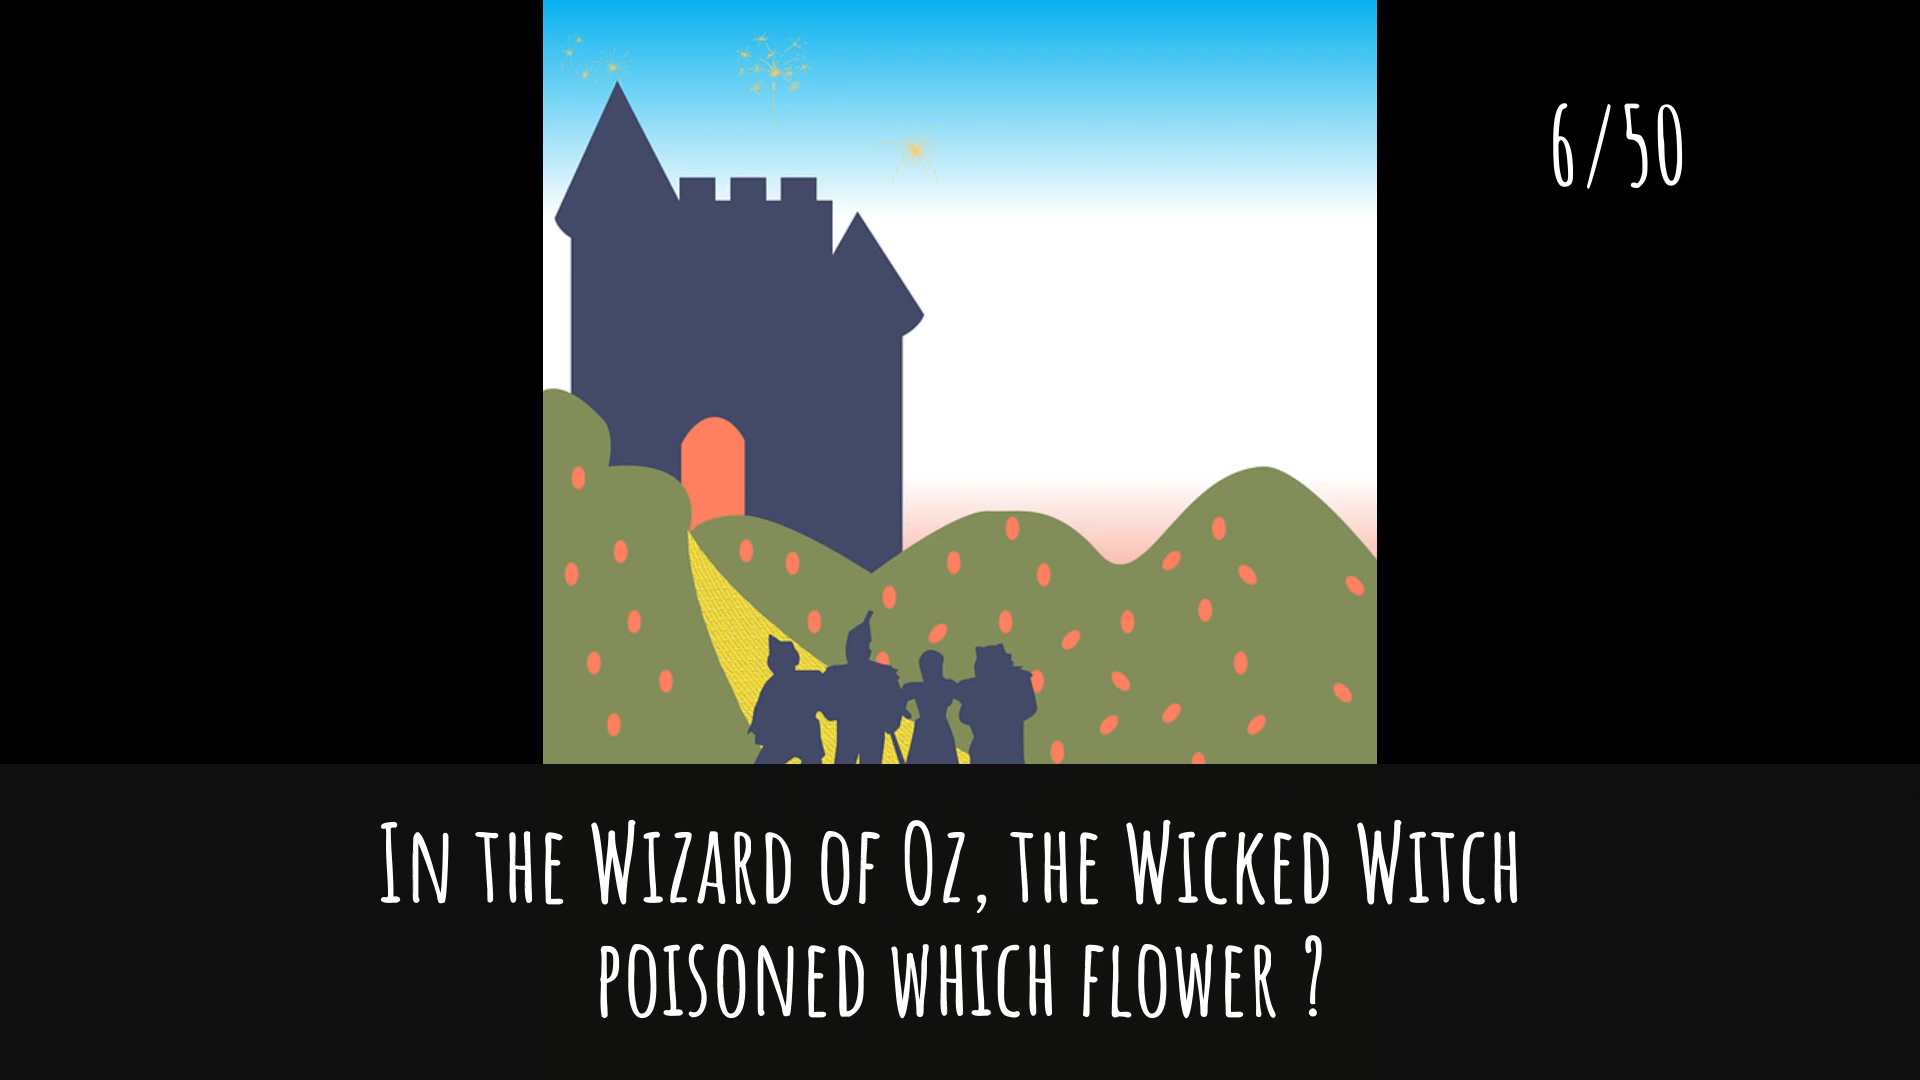 6/50
In the Wizard of Oz, the Wicked Witch
poisoned which flower ?